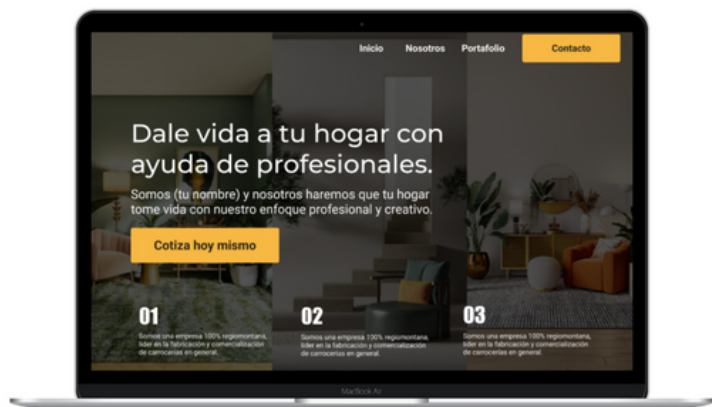 Inicio Nosotros Portafolio Contacto
Dale vida a tu hogar con
ayuda de profesionales.
Somos (tu nombre) y nosotros haremos que tu hogar
tome vida con nuestro enfoque profesional y creativo.
Cotiza hoy mismo
01
Somos una empresa 100% regiomontana,
líder en la fabricación y comercialización
de carrocerías en general.
02
Somos una empresa 100% regiomontana,
líder en la fabricación y comercialización
de carrocerías en general.
03
Somos una empresa 100% regiomontana,
líder en la fabricación y comercialización
de carrocerías en general.
MacBook Air